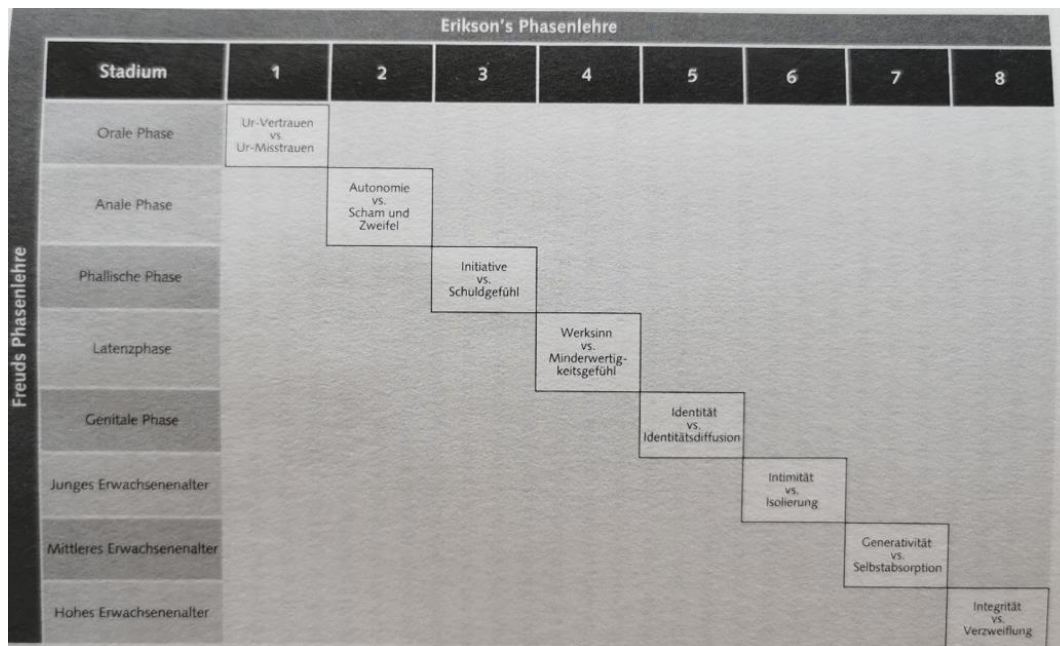 Erikson's Phasenlehre
Stadium 1 2 3 4 5 6 7 8
Freuds Phasenlehre
Orale Phase
Ur-Vertrauen
vs.
Ur-Misstrauen
Anale Phase
Autonomie
vs.
Scham und
Zweifel
Phallische Phase
Initiative
vs.
Schuldgefühl
Latenzphase
Werksinn
vs.
Minderwertig-
keitsgefühl
Genitale Phase
Identität
vs.
Identitätsdiffusion
Junges Erwachsenenalter
Intimität
vs.
Isolierung
Mittleres Erwachsenenalter
Generativität
vs.
Selbstabsorption
Hohes Erwachsenenalter
Integrität
vs.
Verzweiflung